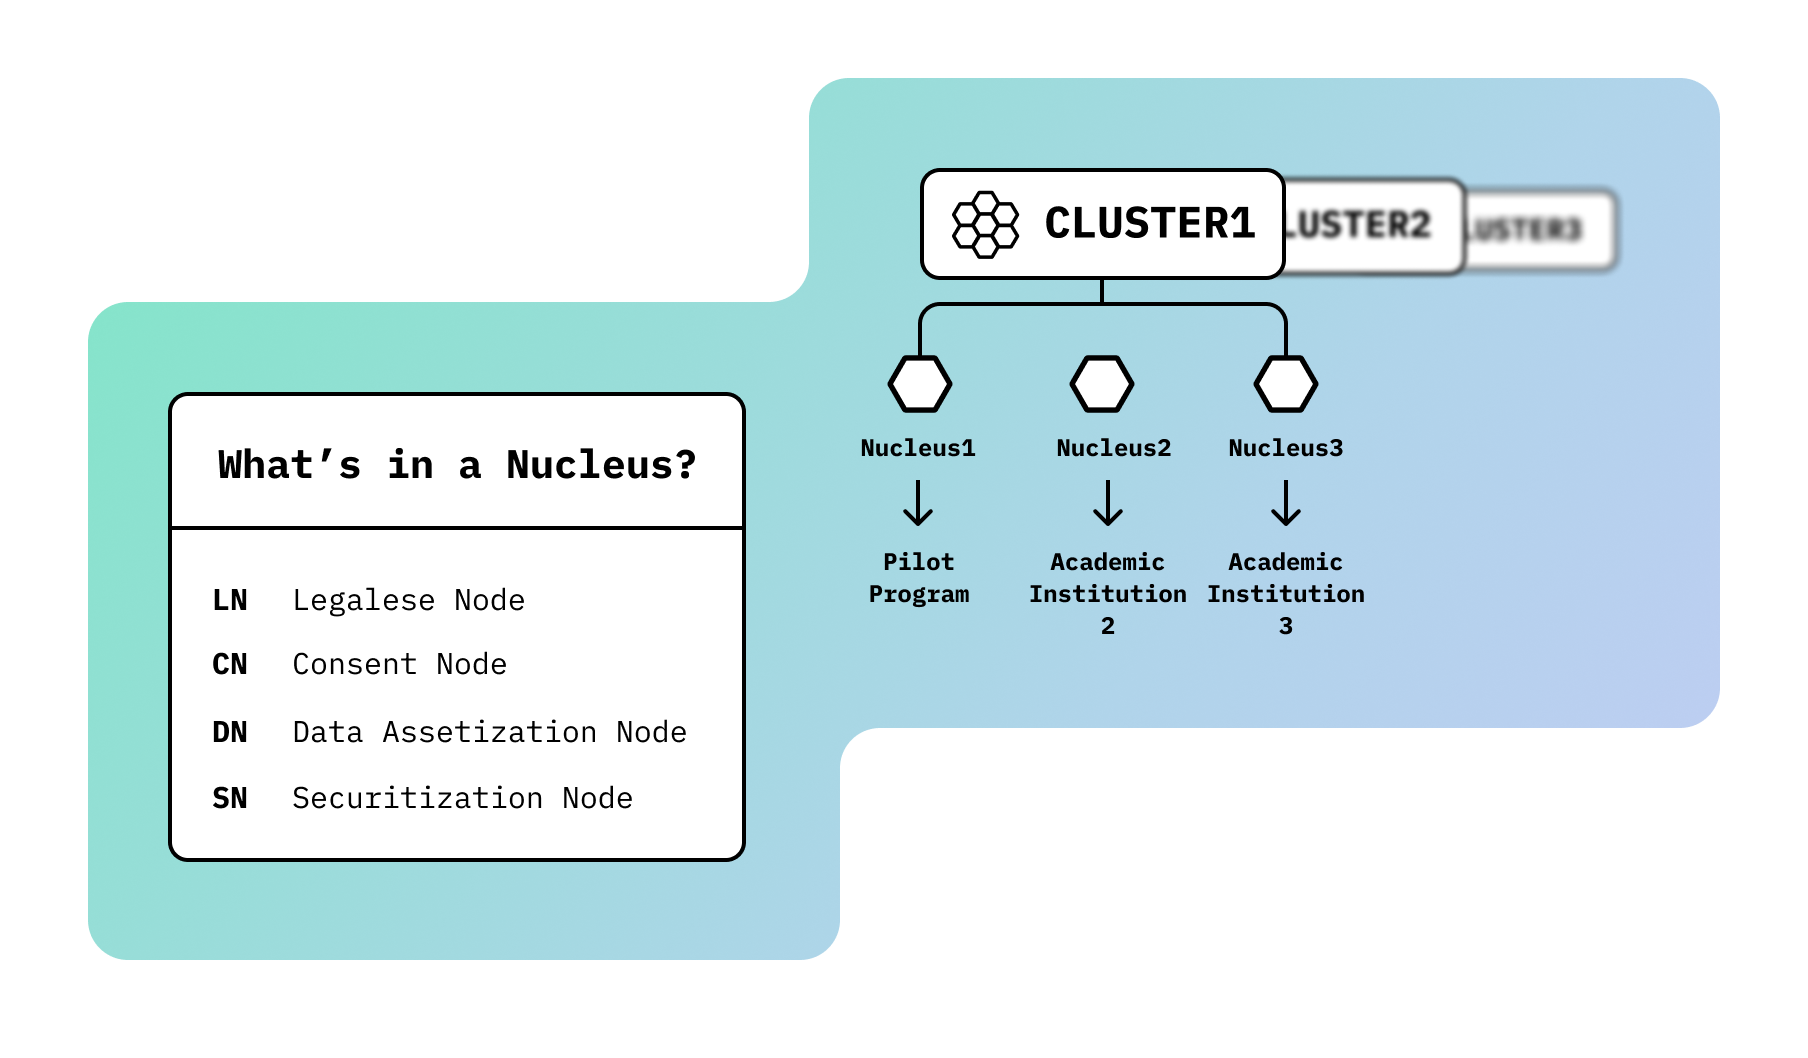 CLUSTER1
LUSTER2
LUSTER3
Nucleus1
Nucleus2
Nucleus3
Pilot
Program
Academic
Institution
2
Academic
Institution
3
What’s in a Nucleus?
LN Legalese Node
CN Consent Node
DN Data Assetization Node
SN Securitization Node